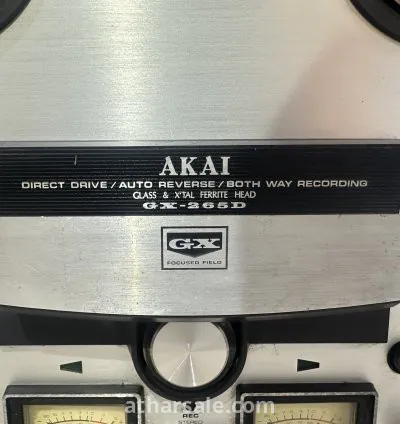 AKAI
DIRECT DRIVE/AUTO REVERSE/BOTH WAY RECORDING
GLASS & X'TAL FERRITE HEAD
GX-265D
GX
FOCUSED FIELD
REC
STEREO
atharsale.com